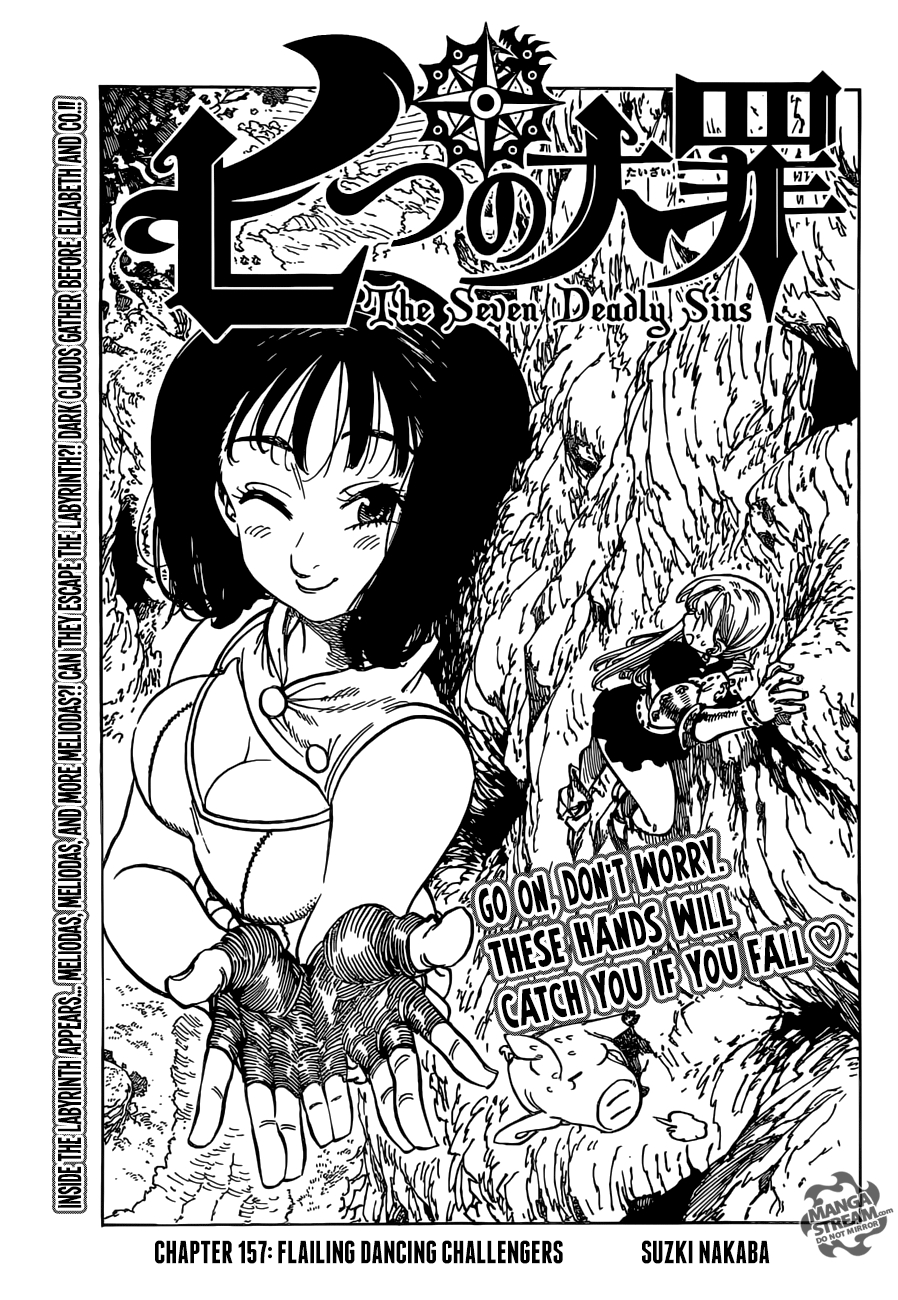 七つの大罪
なな
たいざい
The Seven Deadly Sins
INSIDE THE LABYRINTH APPEARS... MELIODAS, MELIODAS, AND MORE MELIODAS?! CAN THEY ESCAPE THE LABYRINTH?! DARK CLOUDS GATHER BEFORE ELIZABETH AND CO.!!
GO ON, DON'T WORRY.
THESE HANDS WILL
CATCH YOU IF YOU FALL♡
MANGA
STREAM.com
DO NOT MIRROR
CHAPTER 157: FLAILING DANCING CHALLENGERS
SUZKI NAKABA